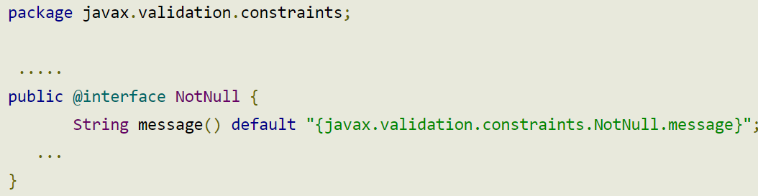 package javax.validation.constraints;
.....
public @interface NotNull {
String message() default "{javax.validation.constraints.NotNull.message}";
...
}